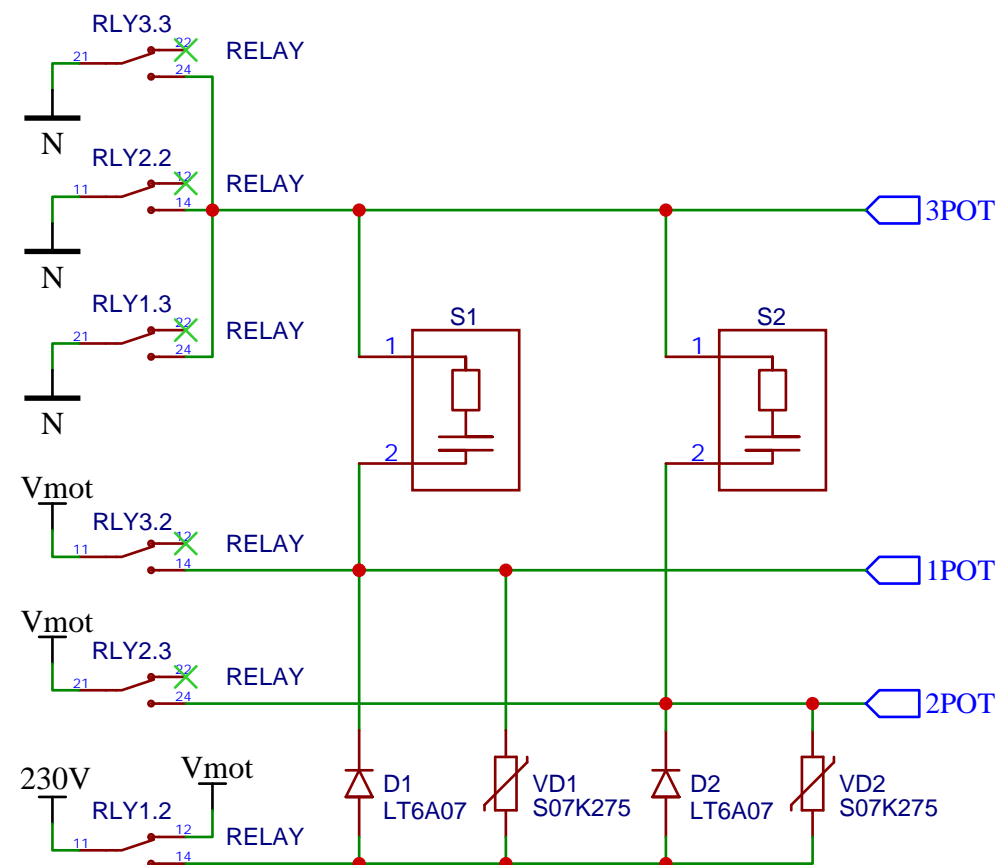 RLY3.3
22
RELAY
21
24
N
RLY2.2
12
RELAY
11
14
3POT
N
RLY1.3
22
RELAY
21
24
N
S1
1
2
S2
1
2
Vmot
RLY3.2
12
RELAY
11
14
1POT
Vmot
RLY2.3
22
RELAY
21
24
2POT
230V
Vmot
RLY1.2
12
RELAY
11
14
D1
LT6A07
VD1
S07K275
D2
LT6A07
VD2
S07K275